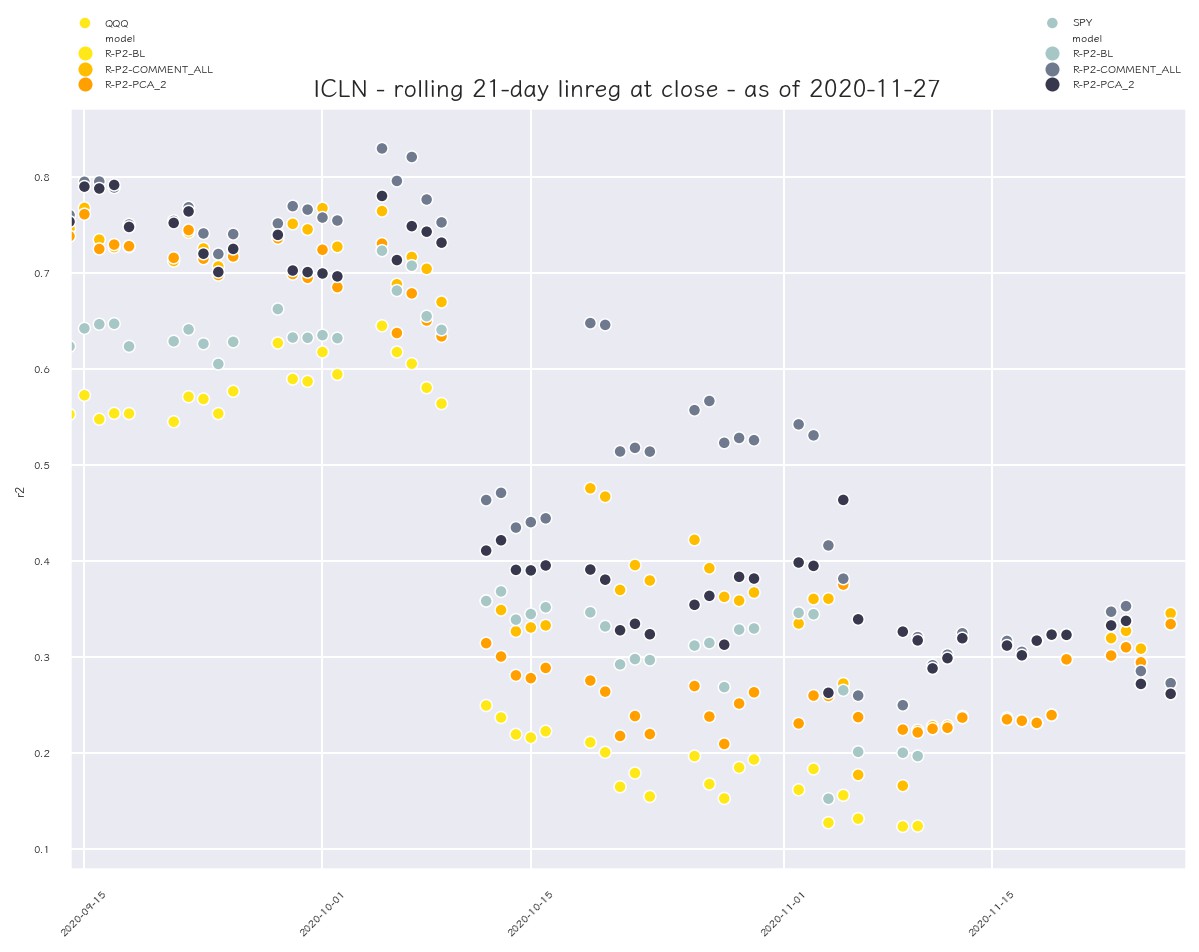 QQQ
model
R-P2-BL
R-P2-COMMENT_ALL
R-P2-PCA_2
SPY
model
R-P2-BL
R-P2-COMMENT_ALL
R-P2-PCA_2
ICLN - rolling 21-day linreg at close - as of 2020-11-27
0.8
0.7
0.6
0.5
r2
0.4
0.3
0.2
0.1
2020-09-15
2020-10-01
2020-10-15
2020-11-01
2020-11-15